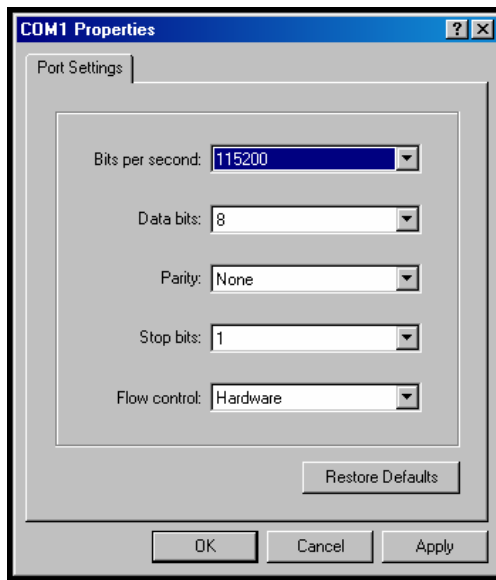 COM1 Properties
Port Settings
Bits per second: 115200
Data bits: 8
Parity: None
Stop bits: 1
Flow control: Hardware
Restore Defaults
OK Cancel Apply